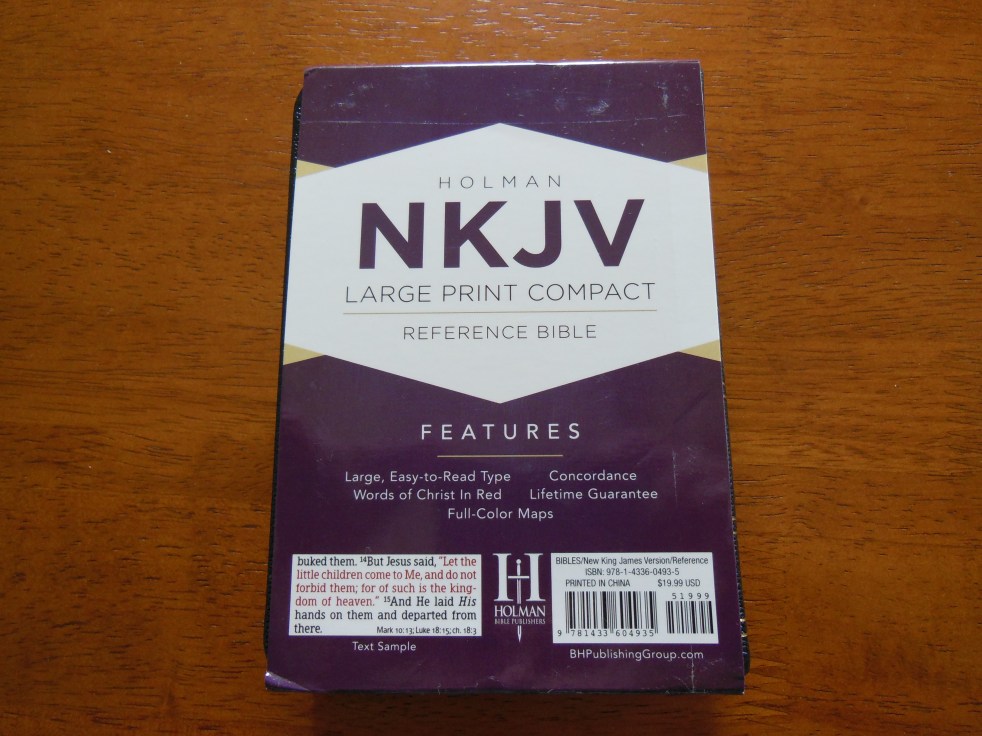 HOLMAN
NKJV
LARGE PRINT COMPACT
REFERENCE BIBLE
FEATURES
Large, Easy-to-Read Type Concordance
Words of Christ In Red Lifetime Guarantee
Full-Color Maps
buked them. 14But Jesus said, "Let the
little children come to Me, and do not
forbid them; for of such is the king-
dom of heaven." 15And He laid His
hands on them and departed from
there. Mark 10:13; Luke 18:15; ch. 18:3
Text Sample
H
HOLMAN
BIBLE PUBLISHERS
BIBLES/New King James Version/Reference
ISBN: 978-1-4336-0493-5
PRINTED IN CHINA $19.99 USD
51999
9 781433 604935
BHPublishingGroup.com